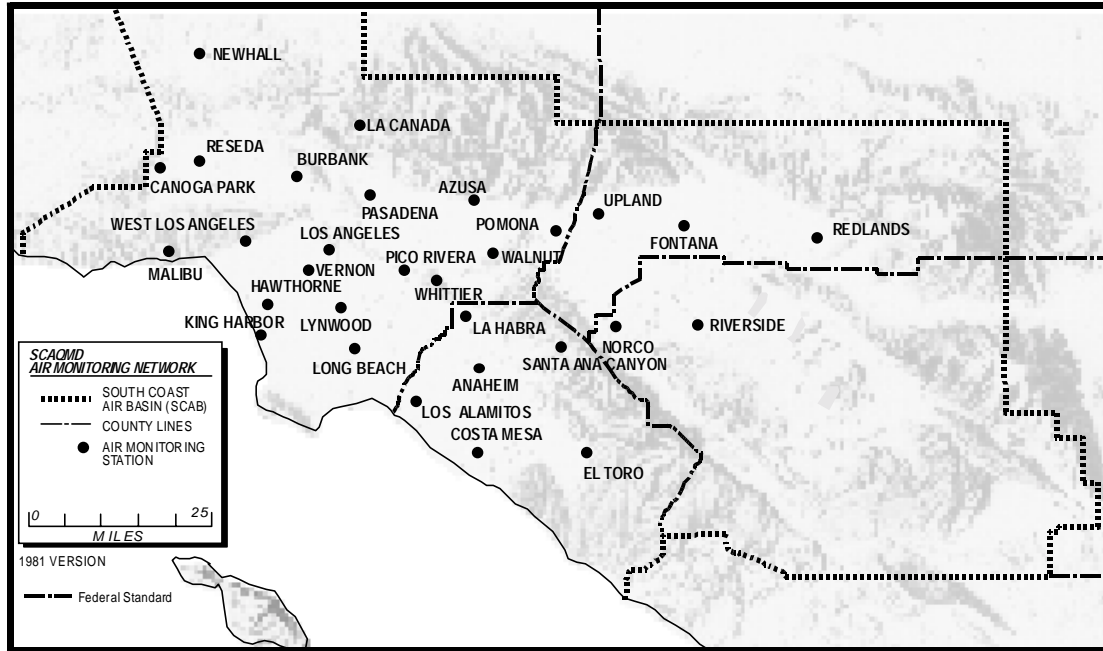 NEWHALL
LA CANADA
RESEDA
BURBANK
CANOGA PARK
AZUSA
PASADENA
UPLAND
WEST LOS ANGELES
POMONA
LOS ANGELES
FONTANA
REDLANDS
MALIBU
VERNON
PICO RIVERA
WALNUT
HAWTHORNE
WHITTIER
KING HARBOR
LYNWOOD
LA HABRA
NORCO
RIVERSIDE
LONG BEACH
SANTA ANA CANYON
ANAHEIM
LOS ALAMITOS
COSTA MESA
EL TORO
SCAQMD
AIR MONITORING NETWORK
SOUTH COAST
AIR BASIN (SCAB)
COUNTY LINES
AIR MONITORING
STATION
0 25
MILES
1981 VERSION
Federal Standard